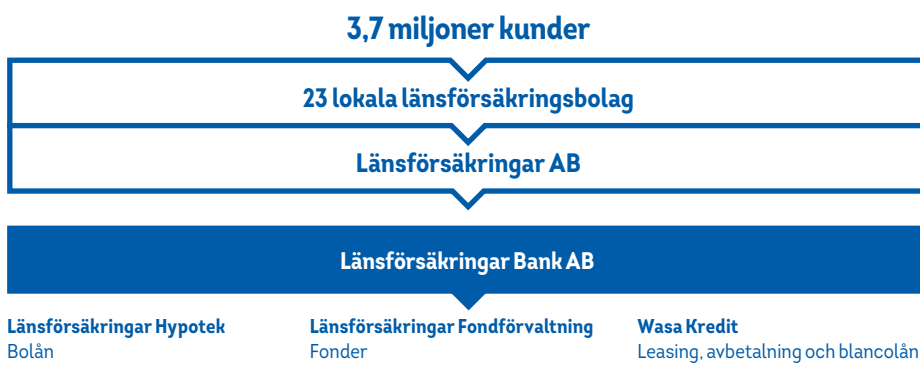 3,7 miljoner kunder
23 lokala länsförsäkringsbolag
Länsförsäkringar AB
Länsförsäkringar Bank AB
Länsförsäkringar Hypotek
Bolån
Länsförsäkringar Fondförvaltning
Fonder
Wasa Kredit
Leasing, avbetalning och blancolån